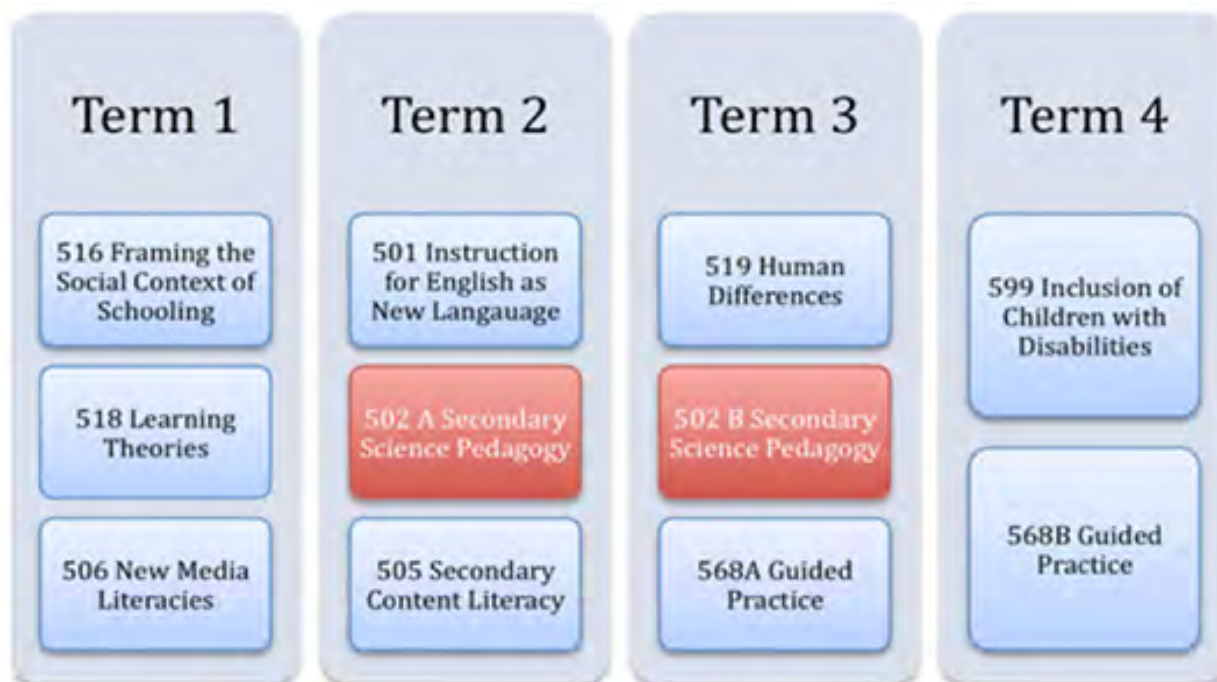 Term 1
516 Framing the
Social Context of
Schooling
518 Learning
Theories
506 New Media
Literacies
Term 2
501 Instruction
for English as
New Langauage
502 A Secondary
Science Pedagogy
505 Secondary
Content Literacy
Term 3
519 Human
Differences
502 B Secondary
Science Pedagogy
568A Guided
Practice
Term 4
599 Inclusion of
Children with
Disabilities
568B Guided
Practice